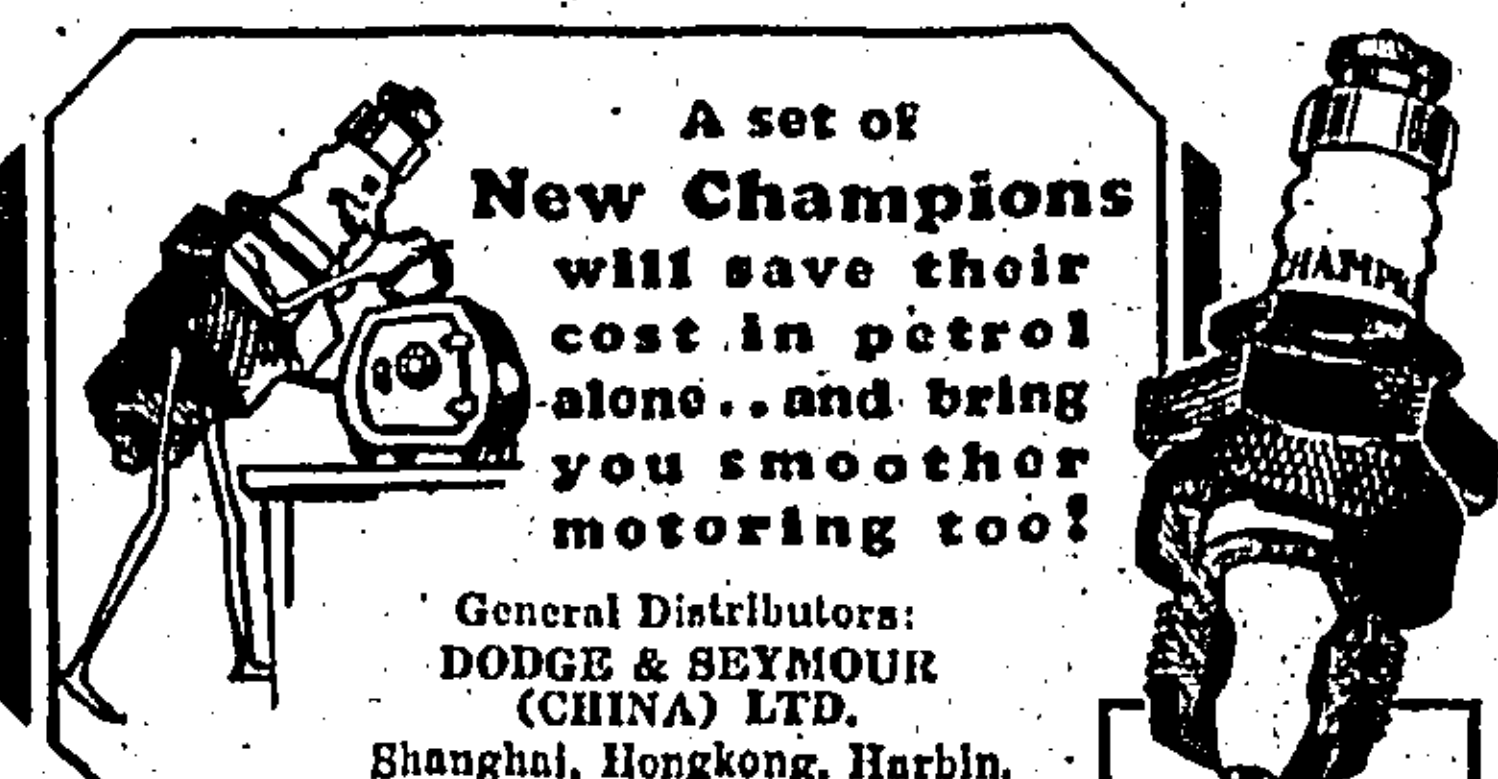 A set of
New Champions
will save their
cost in petrol
alone..and bring
you smoother
motoring too!
General Distributors:
DODGE & SEYMOUR
(CHINA) LTD.
Shanghai, Hongkong, Harbin.
HAMPI